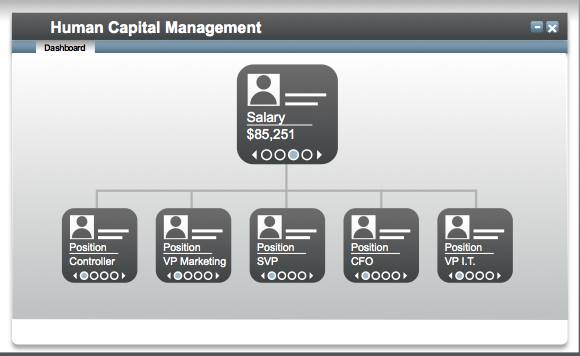 Human Capital Management
Dashboard
Salary
$85,251
Position
Controller
Position
VP Marketing
Position
SVP
Position
CFO
Position
VP I.T.